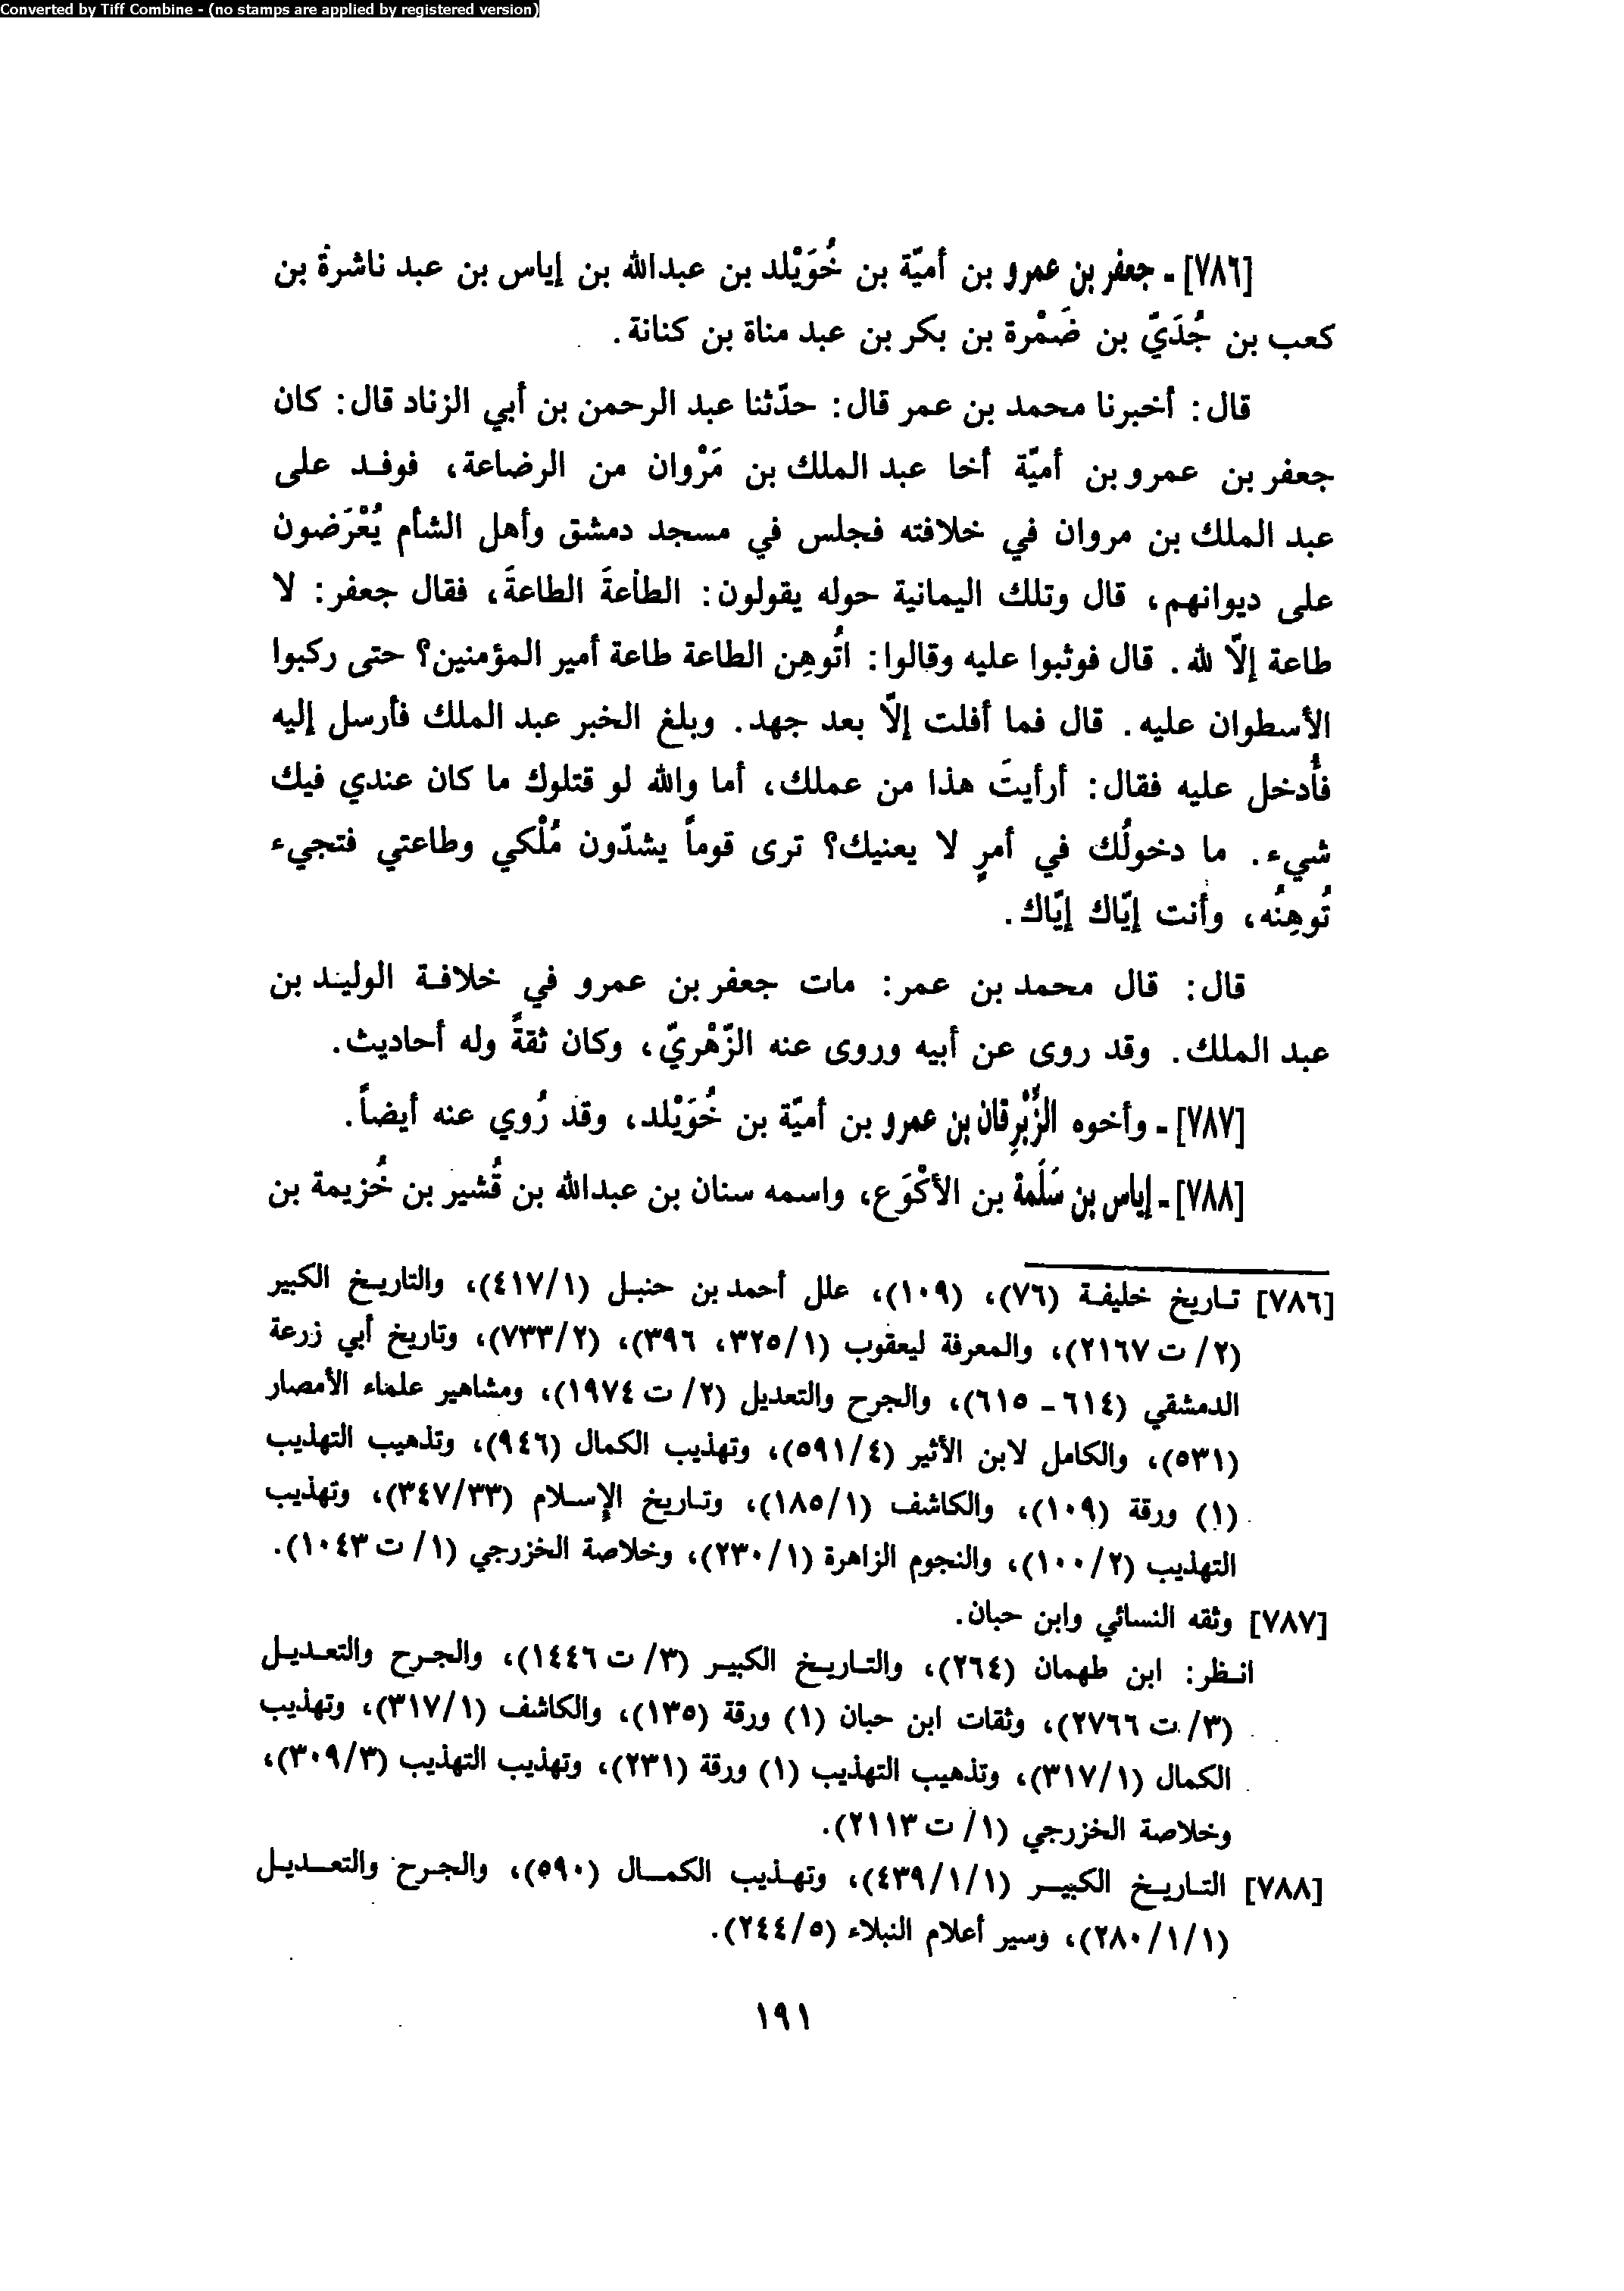 Converted by Tiff Combine - (no stamps are applied by registered version)
[٧٨٦] - جعفر بن عمرو بن أميّة بن خُوَيْلد بن عبدالله بن إياس بن عبد ناشرة بن
كعب بن جُدَيّ بن ضَمْرة بن بكر بن عبد مناة بن كنانة.
قال: أخبرنا محمد بن عمر قال: حدّثنا عبد الرحمن بن أبي الزناد قال: كان
جعفر بن عمرو بن أميّة أخا عبد الملك بن مَرْوان من الرضاعة، فوفد على
عبد الملك بن مروان في خلافته فجلس في مسجد دمشق وأهل الشأم يُعْرَضون
على ديوانهم، قال وتلك اليمانية حوله يقولون: الطاعةَ الطاعةَ، فقال جعفر: لا
طاعة إلّا لله. قال فوثبوا عليه وقالوا: اتُوهِن الطاعة طاعة أمير المؤمنين؟ حتى ركبوا
الأسطوان عليه. قال فما أفلت إلّا بعد جهد. وبلغ الخبر عبد الملك فأرسل إليه
فأُدخل عليه فقال: أرأيتَ هذا من عملك، أما والله لو قتلوك ما كان عندي فيك
شيء. ما دخولُك في أمرٍ لا يعنيك؟ ترى قوماً يشدّون مُلْكي وطاعتي فتجيء
تُوهِنُه، وأنت إيّاك إيّاك.
قال: قال محمد بن عمر: مات جعفر بن عمرو في خلافة الوليد بن
عبد الملك. وقد روى عن أبيه وروى عنه الزّهْريّ، وكان ثقةً وله أحاديث.
[٧٨٧] - وأخوه الزُّبْرِقان بن عمرو بن أميّة بن خُوَيْلد، وقد رُوي عنه أيضاً.
[٧٨٨] - إياس بن سَلَمة بن الأكْوَع، واسمه سنان بن عبدالله بن قُشير بن خُزيمة بن
[٧٨٦] تاريخ خليفة (٧٦)، (١٠٩)، علل أحمد بن حنبل (٤١٧/١)، والتاريخ الكبير
(٢/ ت ٢١٦٧)، والمعرفة ليعقوب (٣٢٥/١، ٣٩٦)، (٧٣٣/٢)، وتاريخ أبي زرعة
الدمشقي (٦١٤ - ٦١٥)، والجرح والتعديل (٢/ ت ١٩٧٤)، ومشاهير علماء الأمصار
(٥٣١)، والكامل لابن الأثير (٥٩١/٤)، وتهذيب الكمال (٩٤٦)، وتذهيب التهذيب
(١) ورقة (١٠٩)، والكاشف (١٨٥/١)، وتاريخ الإسلام (٣٤٧/٣٣)، وتهذيب
التهذيب (١٠٠/٢)، والنجوم الزاهرة (٢٣٠/١)، وخلاصة الخزرجي (١/ ت ١٠٤٣).
[٧٨٧] وثقه النسائي وابن حبان.
انظر: ابن طهمان (٢٦٤)، والتاريخ الكبير (٣/ ت ١٤٤٦)، والجرح والتعديل
(٣/ ت ٢٧٦٦)، وثقات ابن حبان (١) ورقة (١٣٥)، والكاشف (٣١٧/١)، وتهذيب
الكمال (٣١٧/١)، وتذهيب التهذيب (١) ورقة (٢٣١)، وتهذيب التهذيب (٣٠٩/٣)،
وخلاصة الخزرجي (١/ ت ٢١١٣).
[٧٨٨] التاريخ الكبير (٤٣٩/١/١)، وتهذيب الكمال (٥٩٠)، والجرح والتعديل
(٢٨٠/١/١)، وسير أعلام النبلاء (٢٤٤/٥).
١٩١